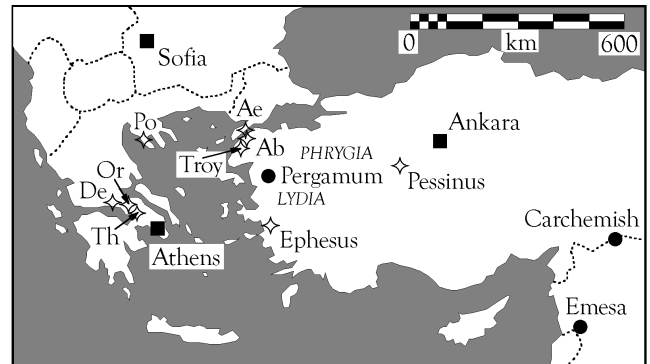 Sofia
0 km 600
Ae
Po
Ankara
Ab
PHRYGIA
Troy
Or
Pergamum
Pessinus
De
LYDIA
Th
Carchemish
Ephesus
Athens
Emesa